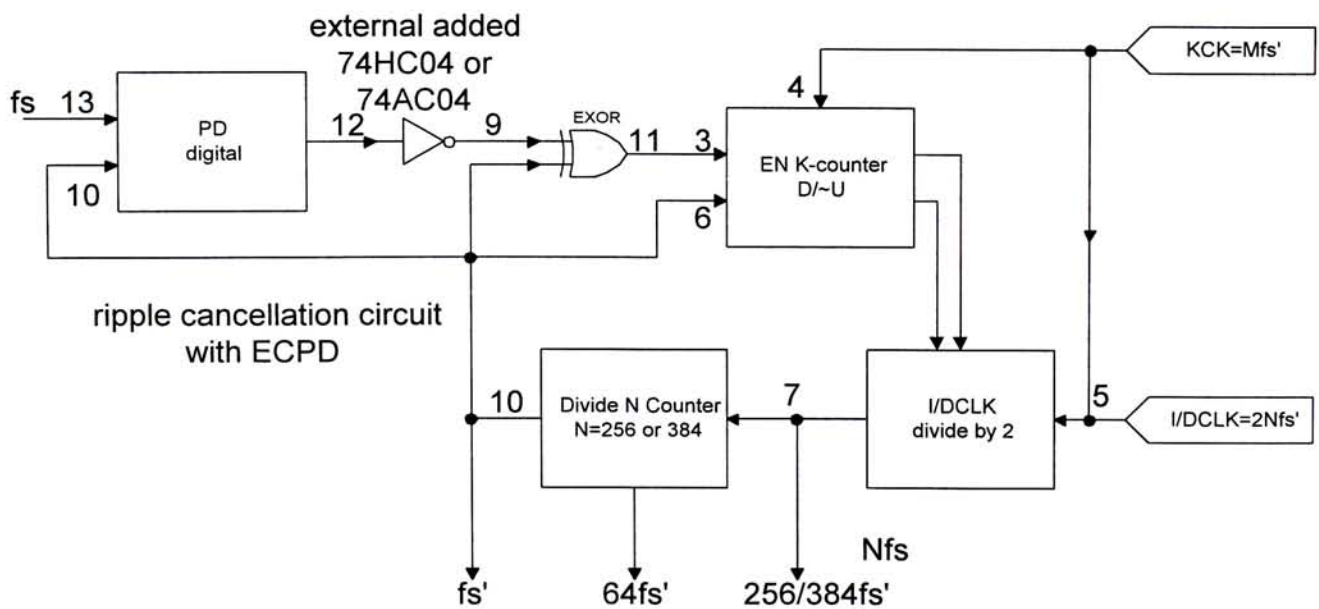 external added
74HC04 or
74AC04
KCK=Mfs'
4
fs
13
PD
digital
12
9
EXOR
11
3
EN K-counter
D/~U
10
6
ripple cancellation circuit
with ECPD
10
Divide N Counter
N=256 or 384
7
I/DCLK
divide by 2
5
I/DCLK=2Nfs'
Nfs
fs'
64fs'
256/384fs'